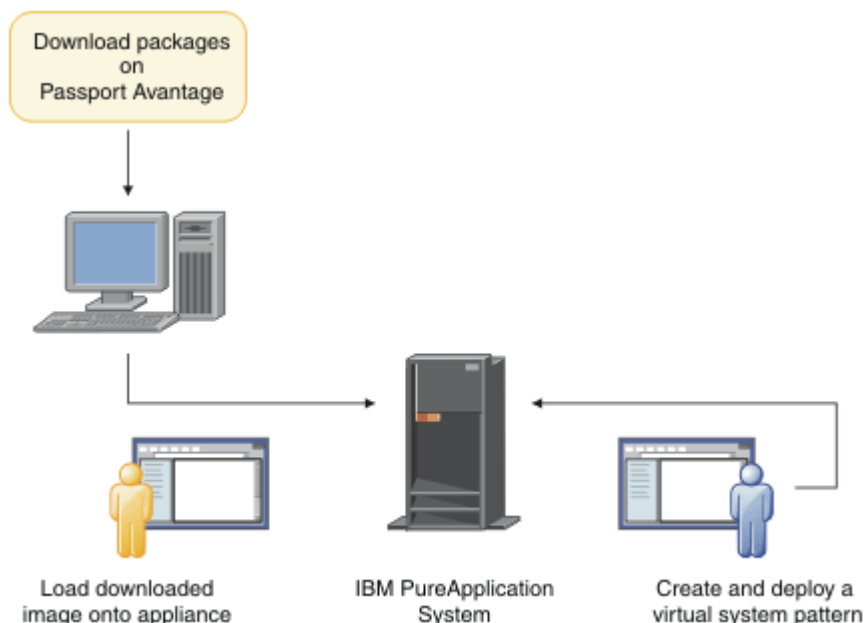 Download packages
on
Passport Avantage
Load downloaded
image onto appliance
IBM PureApplication
System
Create and deploy a
virtual system pattern